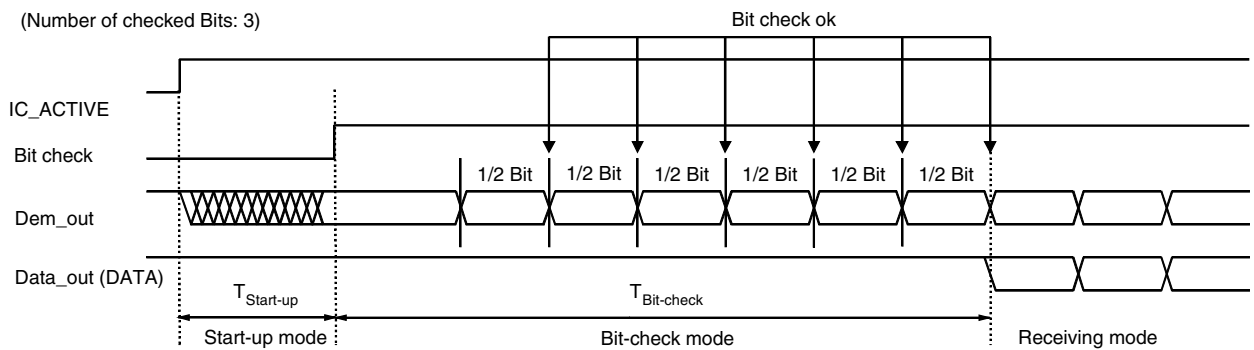 (Number of checked Bits: 3)
Bit check ok
IC_ACTIVE
Bit check
1/2 Bit 1/2 Bit 1/2 Bit 1/2 Bit 1/2 Bit 1/2 Bit
Dem_out
Data_out (DATA)
TStart-up TBit-check
Start-up mode Bit-check mode Receiving mode